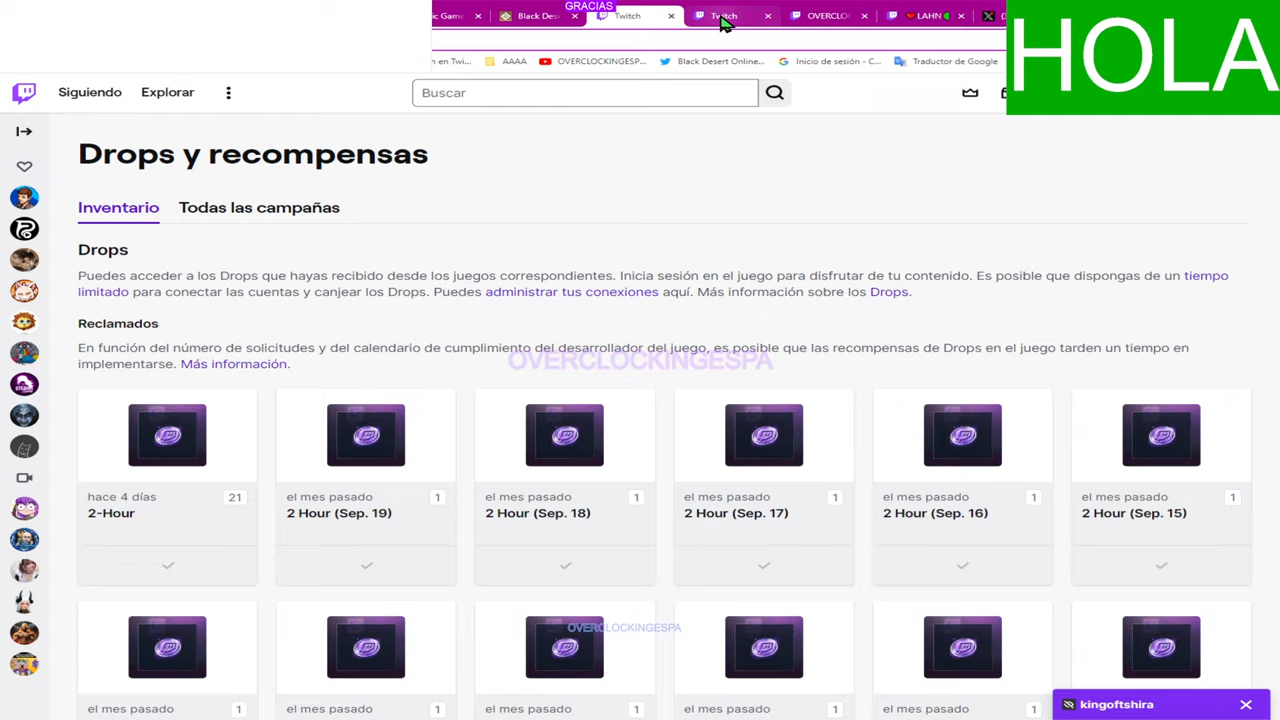 GRACIAS
ic Game
Black Des
Twitch
Twitch
OVERCLO
LAHN
HOLA
en Twi...
AAAA
OVERCLOCKINGESP...
Black Desert Online...
Inicio de sesión - C...
Traductor de Google
Siguiendo
Explorar
Buscar
Drops y recompensas
Inventario
Todas las campañas
Drops
Puedes acceder a los Drops que hayas recibido desde los juegos correspondientes. Inicia sesión en el juego para disfrutar de tu contenido. Es posible que dispongas de un tiempo
limitado para conectar las cuentas y canjear los Drops. Puedes administrar tus conexiones aquí. Más información sobre los Drops.
Reclamados
En función del número de solicitudes y del calendario de cumplimiento del desarrollador del juego, es posible que las recompensas de Drops en el juego tarden un tiempo en
implementarse. Más información.
OVERCLOCKINGESPA
hace 4 días 21
2-Hour
el mes pasado 1
2 Hour (Sep. 19)
el mes pasado 1
2 Hour (Sep. 18)
el mes pasado 1
2 Hour (Sep. 17)
el mes pasado 1
2 Hour (Sep. 16)
el mes pasado 1
2 Hour (Sep. 15)
OVERCLOCKINGESPA
el mes pasado 1
el mes pasado 1
el mes pasado 1
el mes pasado 1
el mes pasado 1
el mes pasado
kingoftshira